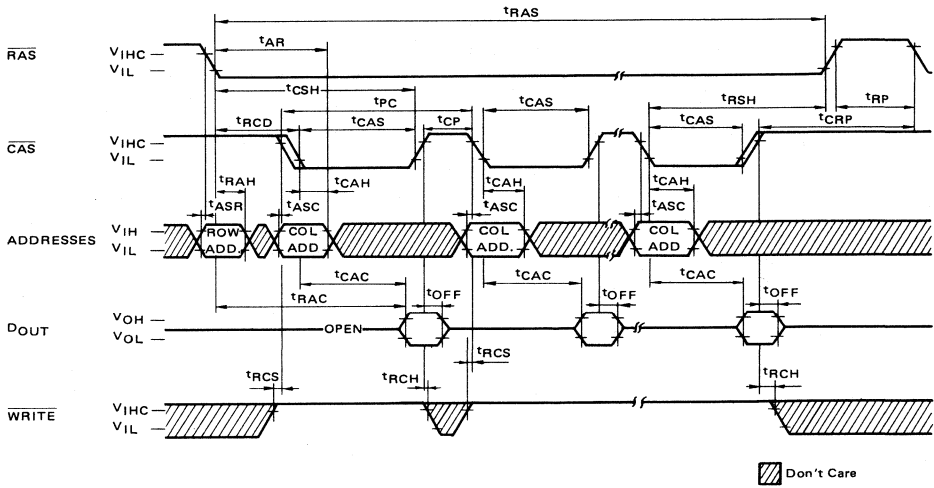 tRAS
tAR
RAS
VIHC
VIL
tCSH
tPC
tCAS
tRSH
tRP
tRCD
tCAS
tCP
tCAS
tCRP
CAS
VIHC
VIL
tRAH
tCAH
tCAH
tCAH
tASR
tASC
tASC
tASC
ADDRESSES
VIH
VIL
ROW ADD.
COL ADD
COL ADD.
COL ADD
tCAC
tCAC
tCAC
tRAC
tOFF
tOFF
tOFF
DOUT
VOH
VOL
OPEN
tRCS
tRCS
tRCH
tRCH
WRITE
VIHC
VIL
Don't Care